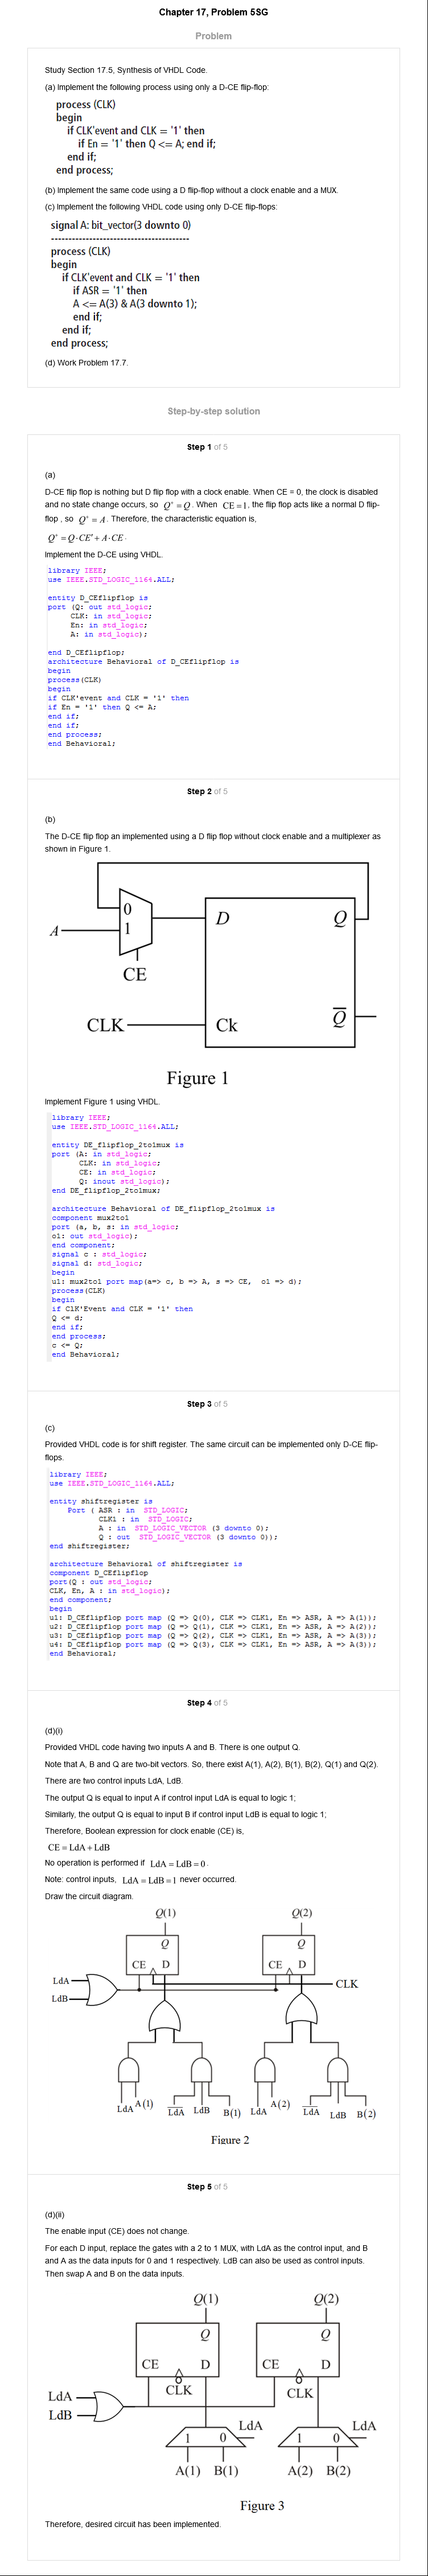 Chapter 17, Problem 5SG
Problem
Study Section 17.5, Synthesis of VHDL Code.
(a) Implement the following process using only a D-CE flip-flop:
process (CLK)
begin
if CLK'event and CLK = '1' then
if En = '1' then Q <= A; end if;
end if;
end process;
(b) Implement the same code using a D flip-flop without a clock enable and a MUX.
(c) Implement the following VHDL code using only D-CE flip-flops:
signal A: bit_vector(3 downto 0)
----------------------------------------
process (CLK)
begin
if CLK'event and CLK = '1' then
if ASR = '1' then
A <= A(3) & A(3 downto 1);
end if;
end if;
end process;
(d) Work Problem 17.7.
Step-by-step solution
Step 1 of 5
(a)
D-CE flip flop is nothing but D flip flop with a clock enable. When CE = 0, the clock is disabled
and no state change occurs, so Q⁺ = Q. When CE = 1, the flip flop acts like a normal D flip-
flop , so Q⁺ = A. Therefore, the characteristic equation is,
Q⁺ = Q·CE' + A·CE.
Implement the D-CE using VHDL.
library IEEE;
use IEEE.STD_LOGIC_1164.ALL;
entity D_CEflipflop is
port (Q: out std_logic;
CLK: in std_logic;
En: in std_logic;
A: in std_logic);
end D_CEflipflop;
architecture Behavioral of D_CEflipflop is
begin
process(CLK)
begin
if CLK'event and CLK = '1' then
if En = '1' then Q <= A;
end if;
end if;
end process;
end Behavioral;
Step 2 of 5
(b)
The D-CE flip flop an implemented using a D flip flop without clock enable and a multiplexer as
shown in Figure 1.
0
A
1
D
Q
CE
CLK
Ck
Q̅
Figure 1
Implement Figure 1 using VHDL.
library IEEE;
use IEEE.STD_LOGIC_1164.ALL;
entity DE_flipflop_2to1mux is
port (A: in std_logic;
CLK: in std_logic;
CE: in std_logic;
Q: inout std_logic);
end DE_flipflop_2to1mux;
architecture Behavioral of DE_flipflop_2to1mux is
component mux2to1
port (a, b, s: in std_logic;
o1: out std_logic);
end component;
signal c : std_logic;
signal d: std_logic;
begin
u1: mux2to1 port map(a=> c, b => A, s => CE, o1 => d);
process(CLK)
begin
if ClK'Event and CLK = '1' then
Q <= d;
end if;
end process;
c <= Q;
end Behavioral;
Step 3 of 5
(c)
Provided VHDL code is for shift register. The same circuit can be implemented only D-CE flip-
flops.
library IEEE;
use IEEE.STD_LOGIC_1164.ALL;
entity shiftregister is
Port ( ASR : in STD_LOGIC;
CLK1 : in STD_LOGIC;
A : in STD_LOGIC_VECTOR (3 downto 0);
Q : out STD_LOGIC_VECTOR (3 downto 0));
end shiftregister;
architecture Behavioral of shiftregister is
component D_CEflipflop
port(Q : out std_logic;
CLK, En, A : in std_logic);
end component;
begin
u1: D_CEflipflop port map (Q => Q(0), CLK => CLK1, En => ASR, A => A(1));
u2: D_CEflipflop port map (Q => Q(1), CLK => CLK1, En => ASR, A => A(2));
u3: D_CEflipflop port map (Q => Q(2), CLK => CLK1, En => ASR, A => A(3));
u4: D_CEflipflop port map (Q => Q(3), CLK => CLK1, En => ASR, A => A(3));
end Behavioral;
Step 4 of 5
(d)(i)
Provided VHDL code having two inputs A and B. There is one output Q.
Note that A, B and Q are two-bit vectors. So, there exist A(1), A(2), B(1), B(2), Q(1) and Q(2).
There are two control inputs LdA, LdB.
The output Q is equal to input A if control input LdA is equal to logic 1;
Similarly, the output Q is equal to input B if control input LdB is equal to logic 1;
Therefore, Boolean expression for clock enable (CE) is,
CE = LdA + LdB
No operation is performed if LdA = LdB = 0.
Note: control inputs, LdA = LdB = 1 never occurred.
Draw the circuit diagram.
Q(1) Q(2)
Q Q
CE D CE D
LdA
CLK
LdB
LdA A(1) L̅d̅A̅ LdB B(1) LdA A(2) L̅d̅A̅ LdB B(2)
Figure 2
Step 5 of 5
(d)(ii)
The enable input (CE) does not change.
For each D input, replace the gates with a 2 to 1 MUX, with LdA as the control input, and B
and A as the data inputs for 0 and 1 respectively. LdB can also be used as control inputs.
Then swap A and B on the data inputs.
Q(1) Q(2)
Q Q
CE D CE D
CLK CLK
LdA
LdB
LdA LdA
1 0 1 0
A(1) B(1) A(2) B(2)
Figure 3
Therefore, desired circuit has been implemented.